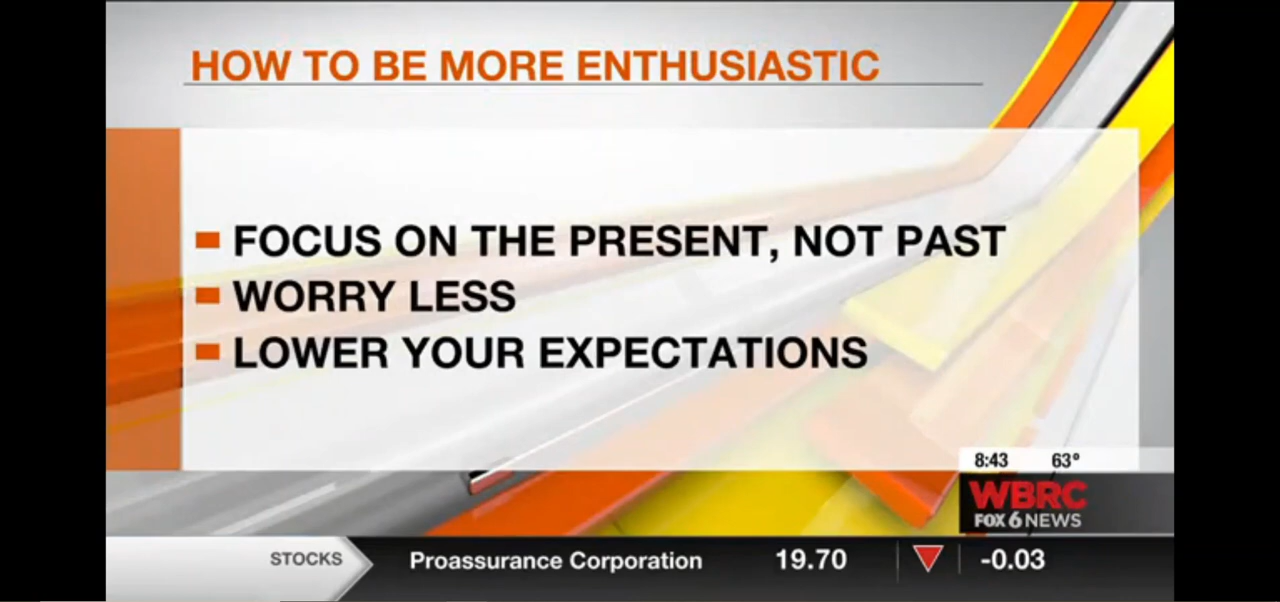 HOW TO BE MORE ENTHUSIASTIC
FOCUS ON THE PRESENT, NOT PAST
WORRY LESS
LOWER YOUR EXPECTATIONS
8:43 63°
WBRC
FOX 6 NEWS
STOCKS Proassurance Corporation 19.70 -0.03